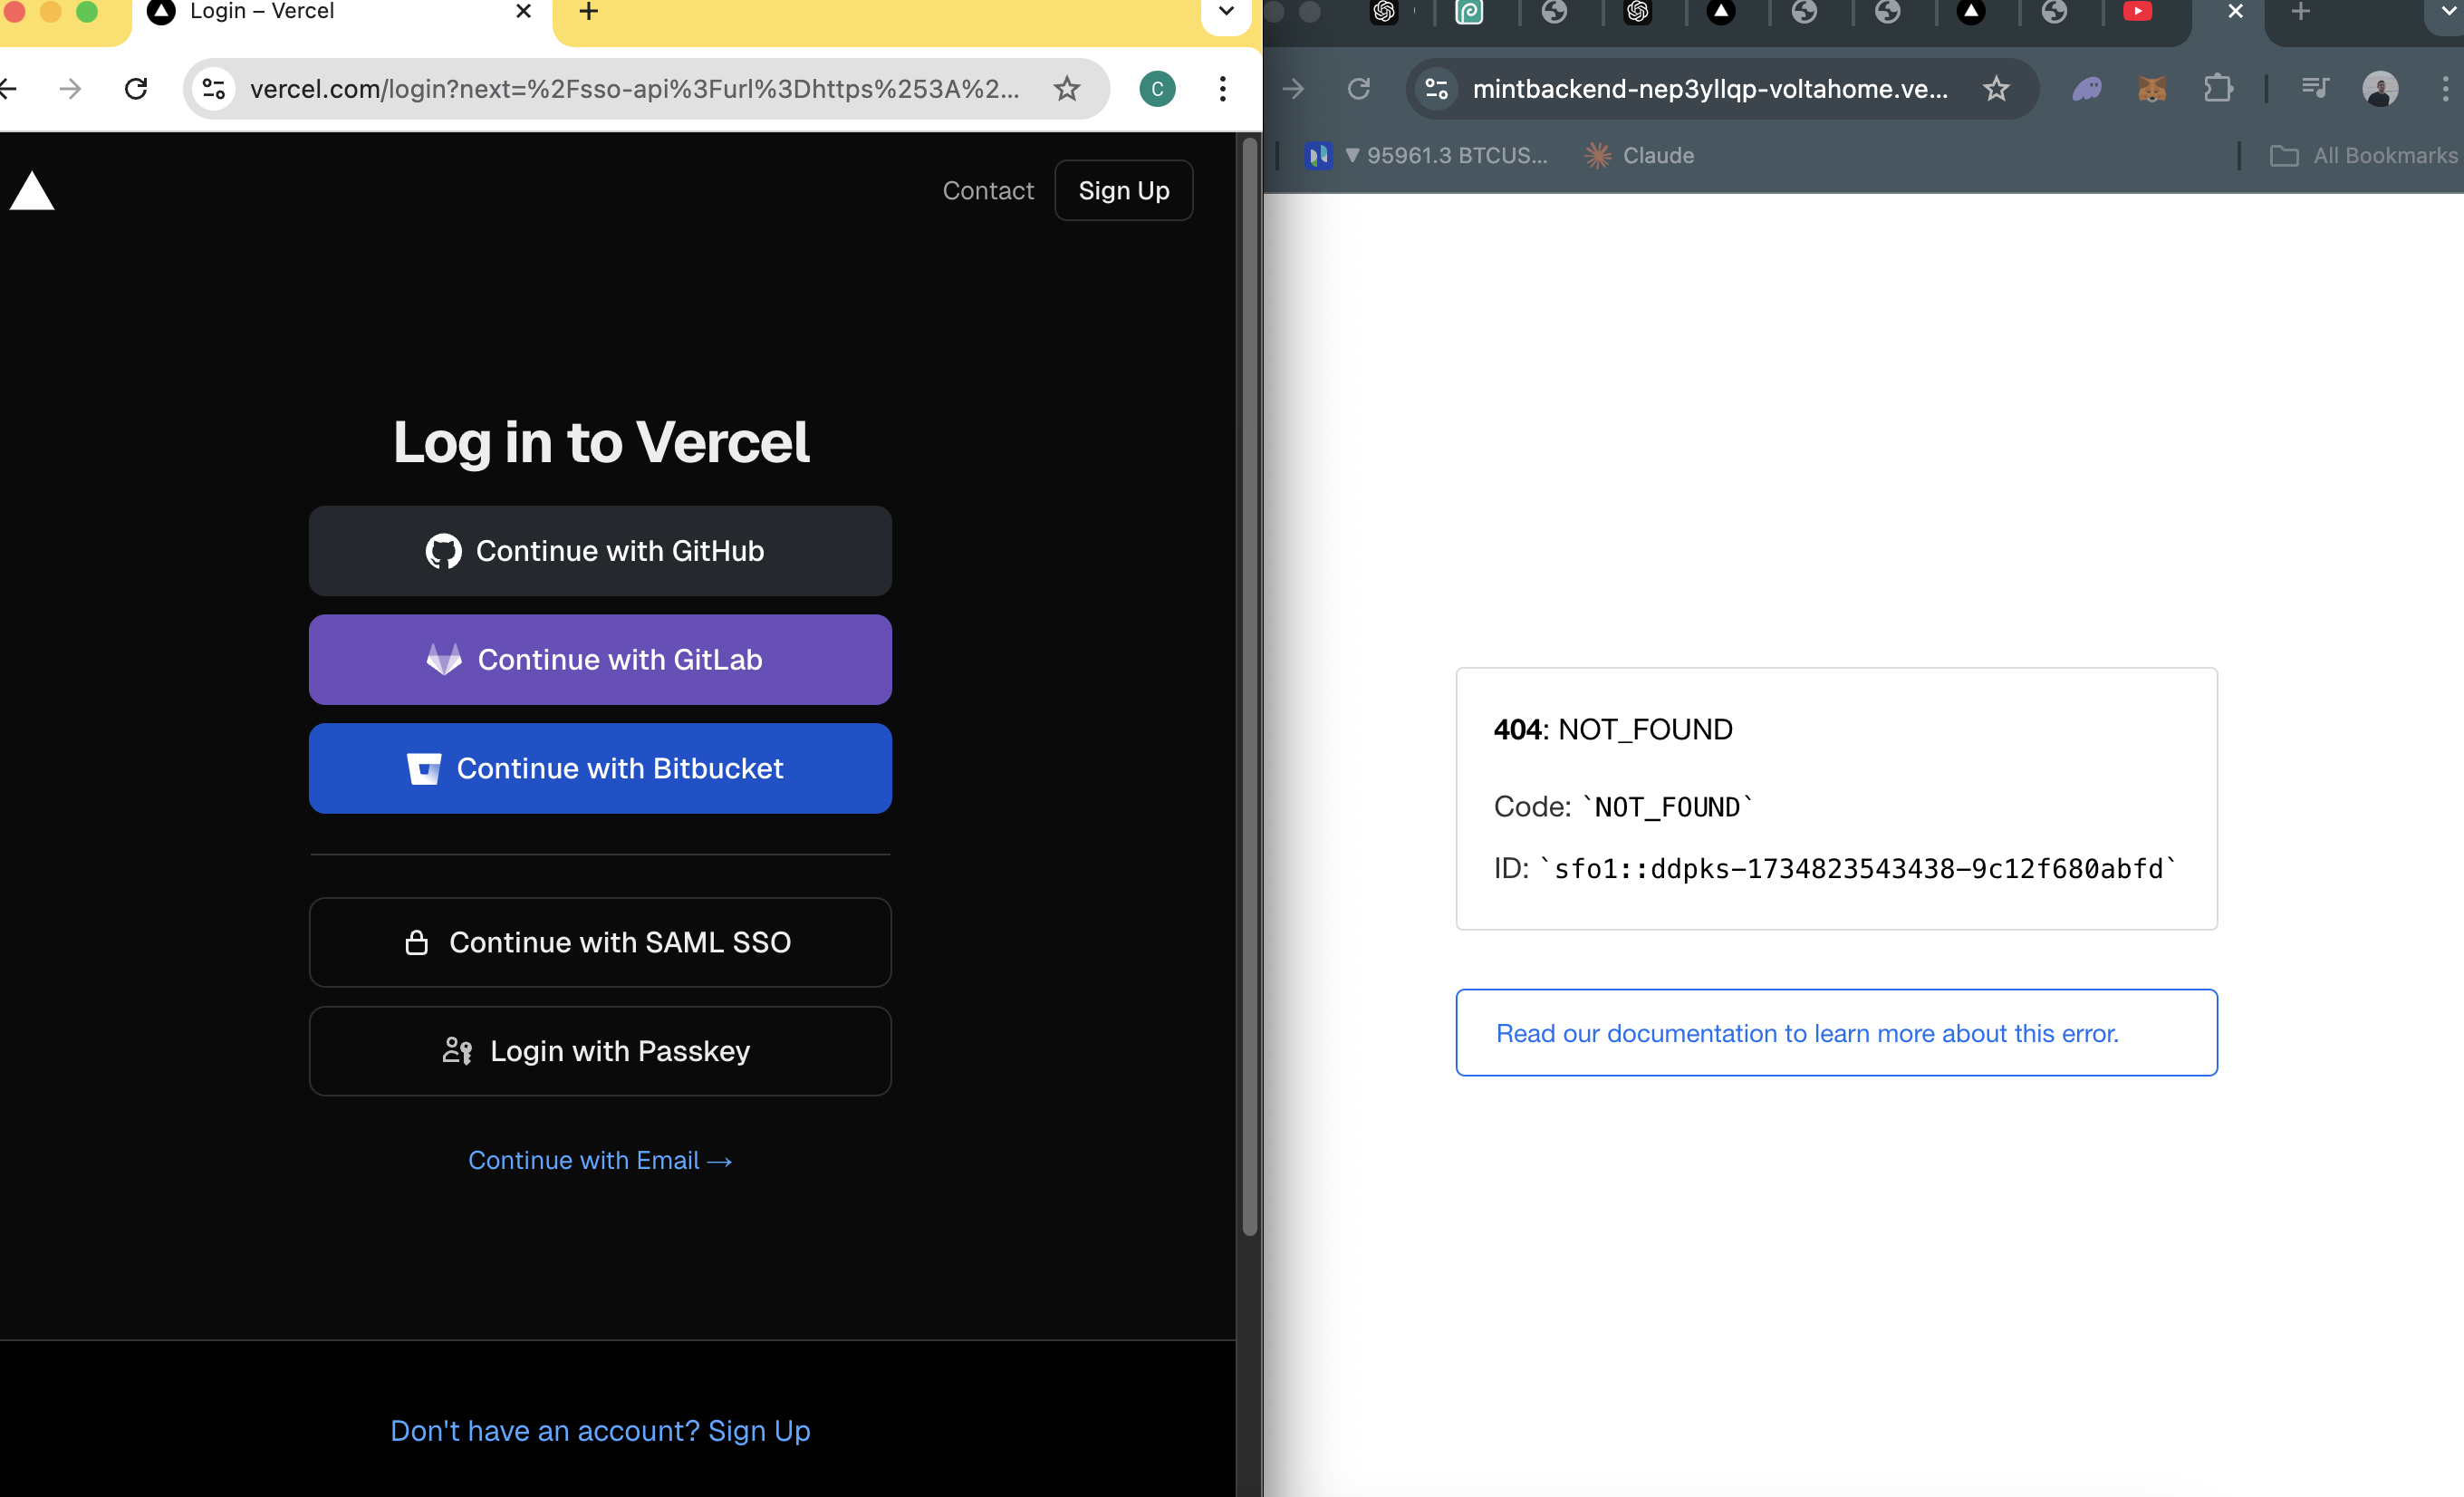 Login – Vercel
vercel.com/login?next=%2Fsso-api%3Furl%3Dhttps%253A%2...
C
Contact
Sign Up
Log in to Vercel
Continue with GitHub
Continue with GitLab
Continue with Bitbucket
Continue with SAML SSO
Login with Passkey
Continue with Email →
Don't have an account? Sign Up
mintbackend-nep3yllqp-voltahome.ve...
▼ 95961.3 BTCUS...
Claude
All Bookmarks
404: NOT_FOUND
Code: `NOT_FOUND`
ID: `sfo1::ddpks-1734823543438-9c12f680abfd`
Read our documentation to learn more about this error.